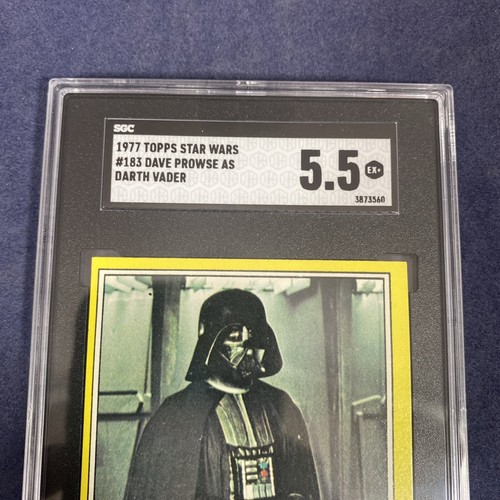 SGC
1977 TOPPS STAR WARS
#183 DAVE PROWSE AS
DARTH VADER
5.5 EX+
3873560